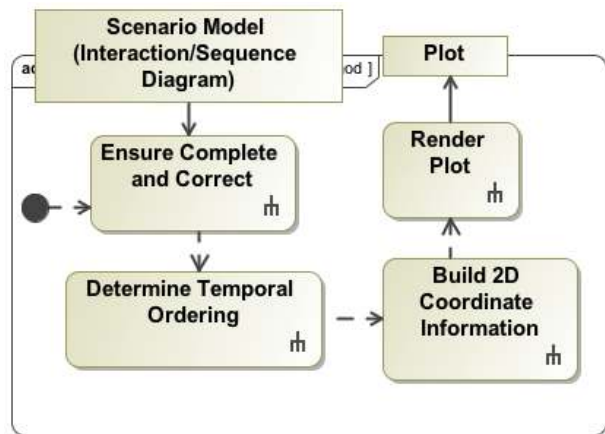 Scenario Model
(Interaction/Sequence
Diagram)
Plot
Ensure Complete
and Correct
Render
Plot
Determine Temporal
Ordering
Build 2D
Coordinate
Information